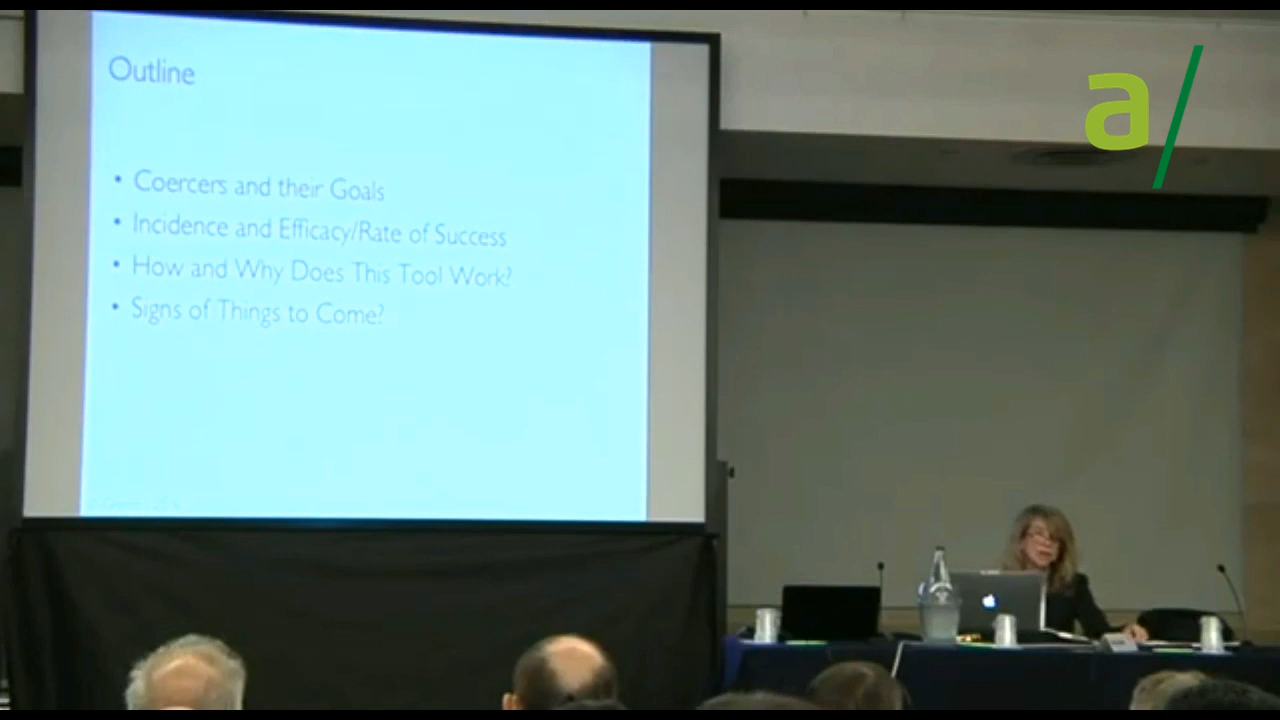 Outline
• Coercers and their Goals
• Incidence and Efficacy/Rate of Success
• How and Why Does This Tool Work?
• Signs of Things to Come?
a/